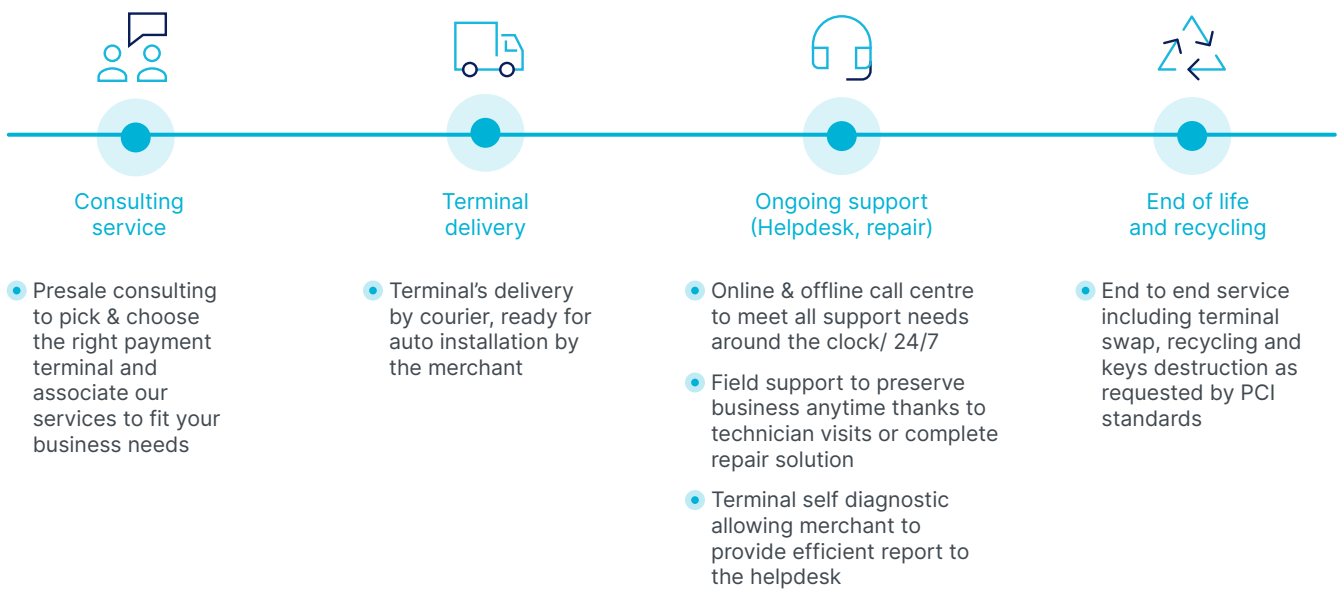 Consulting
service
Terminal
delivery
Ongoing support
(Helpdesk, repair)
End of life
and recycling
Presale consulting
to pick & choose
the right payment
terminal and
associate our
services to fit your
business needs
Terminal’s delivery
by courier, ready for
auto installation by
the merchant
Online & offline call centre
to meet all support needs
around the clock/ 24/7
Field support to preserve
business anytime thanks to
technician visits or complete
repair solution
Terminal self diagnostic
allowing merchant to
provide efficient report to
the helpdesk
End to end service
including terminal
swap, recycling and
keys destruction as
requested by PCI
standards